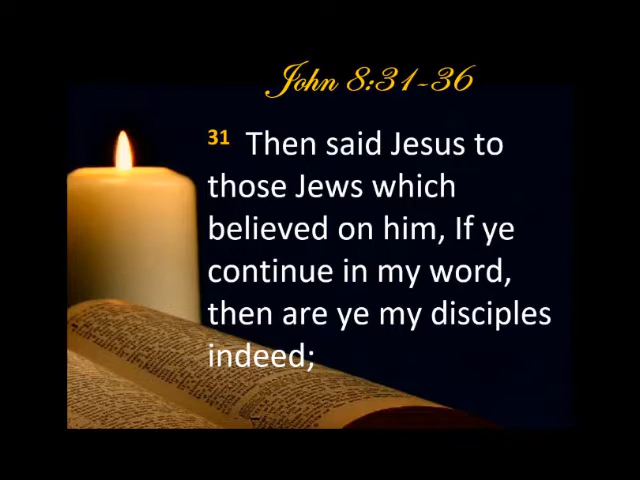 John 8:31-36
31 Then said Jesus to
those Jews which
believed on him, If ye
continue in my word,
then are ye my disciples
indeed;